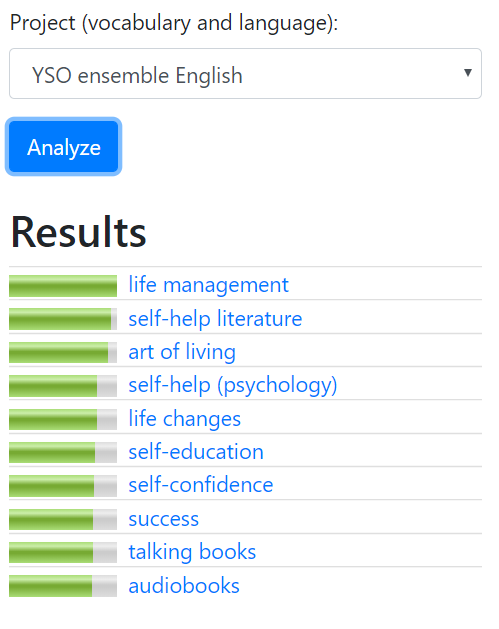 Project (vocabulary and language):
YSO ensemble English
Analyze
Results
life management
self-help literature
art of living
self-help (psychology)
life changes
self-education
self-confidence
success
talking books
audiobooks